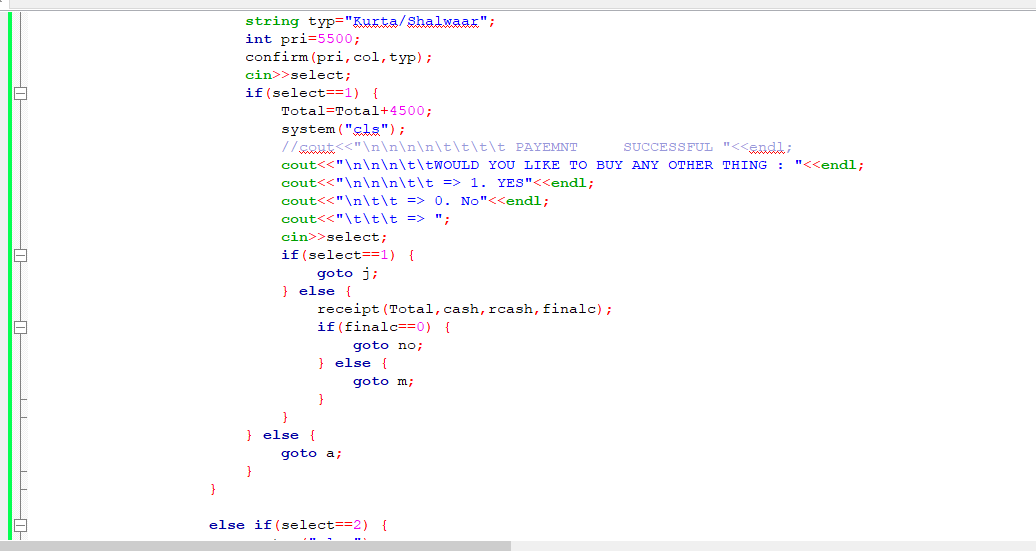 string typ="Kurta/Shalwaar";
int pri=5500;
confirm(pri,col,typ);
cin>>select;
if(select==1) {
Total=Total+4500;
system("cls");
//cout<<"\n\n\n\n\t\t\t\t PAYEMNT     SUCCESSFUL "<<endl;
cout<<"\n\n\n\t\tWOULD YOU LIKE TO BUY ANY OTHER THING : "<<endl;
cout<<"\n\n\n\t\t => 1. YES"<<endl;
cout<<"\n\t\t => 0. No"<<endl;
cout<<"\t\t\t => ";
cin>>select;
if(select==1) {
goto j;
} else {
receipt(Total,cash,rcash,finalc);
if(finalc==0) {
goto no;
} else {
goto m;
}
}
} else {
goto a;
}
}
else if(select==2) {